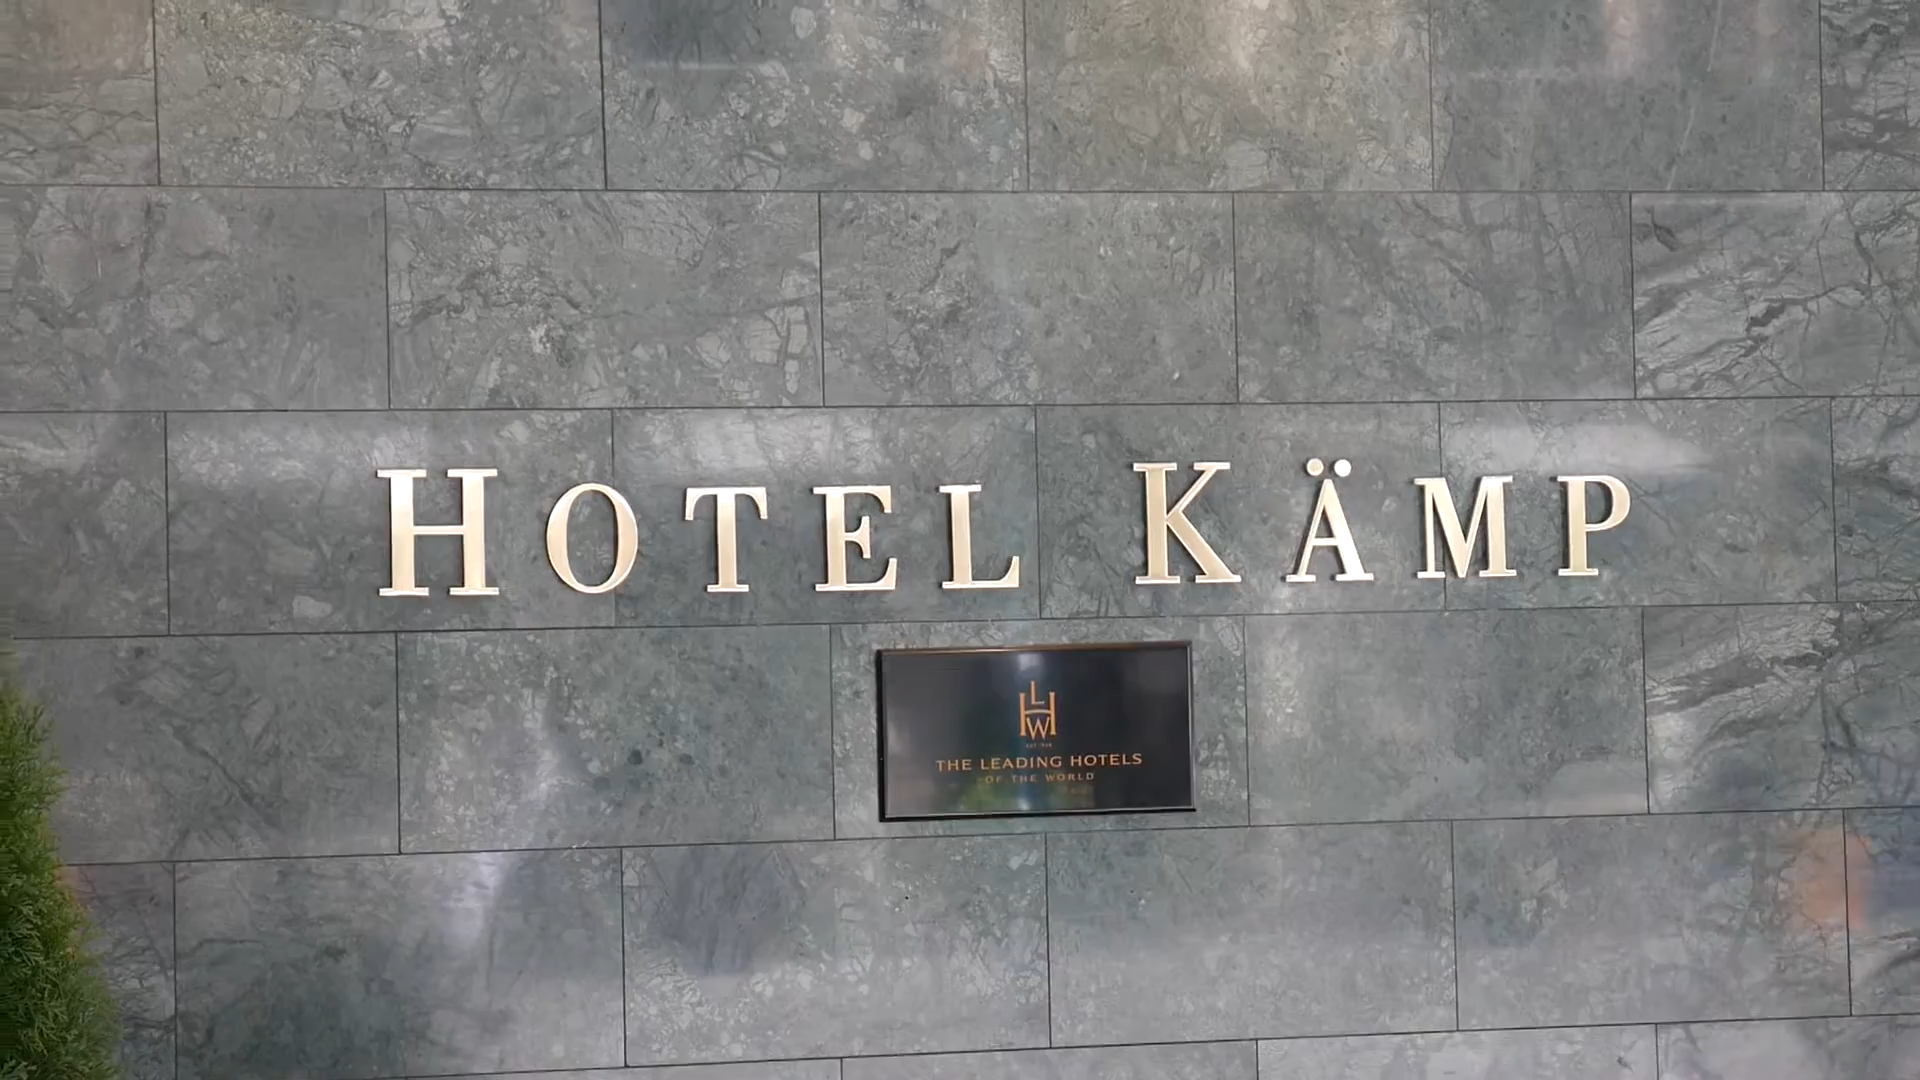 HOTEL KÄMP
LHW
THE LEADING HOTELS
OF THE WORLD